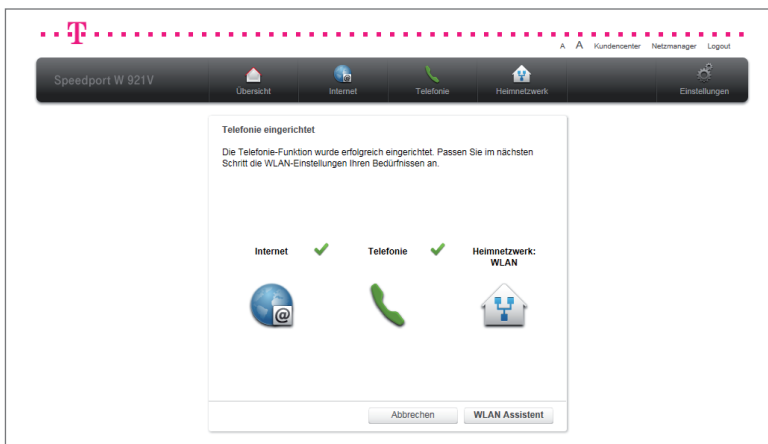 T
A A Kundencenter Netzmanager Logout
Speedport W 921V
Übersicht Internet Telefonie Heimnetzwerk Einstellungen
Telefonie eingerichtet
Die Telefonie-Funktion wurde erfolgreich eingerichtet. Passen Sie im nächsten
Schritt die WLAN-Einstellungen Ihren Bedürfnissen an.
Internet Telefonie Heimnetzwerk:
WLAN
@
Abbrechen WLAN Assistent